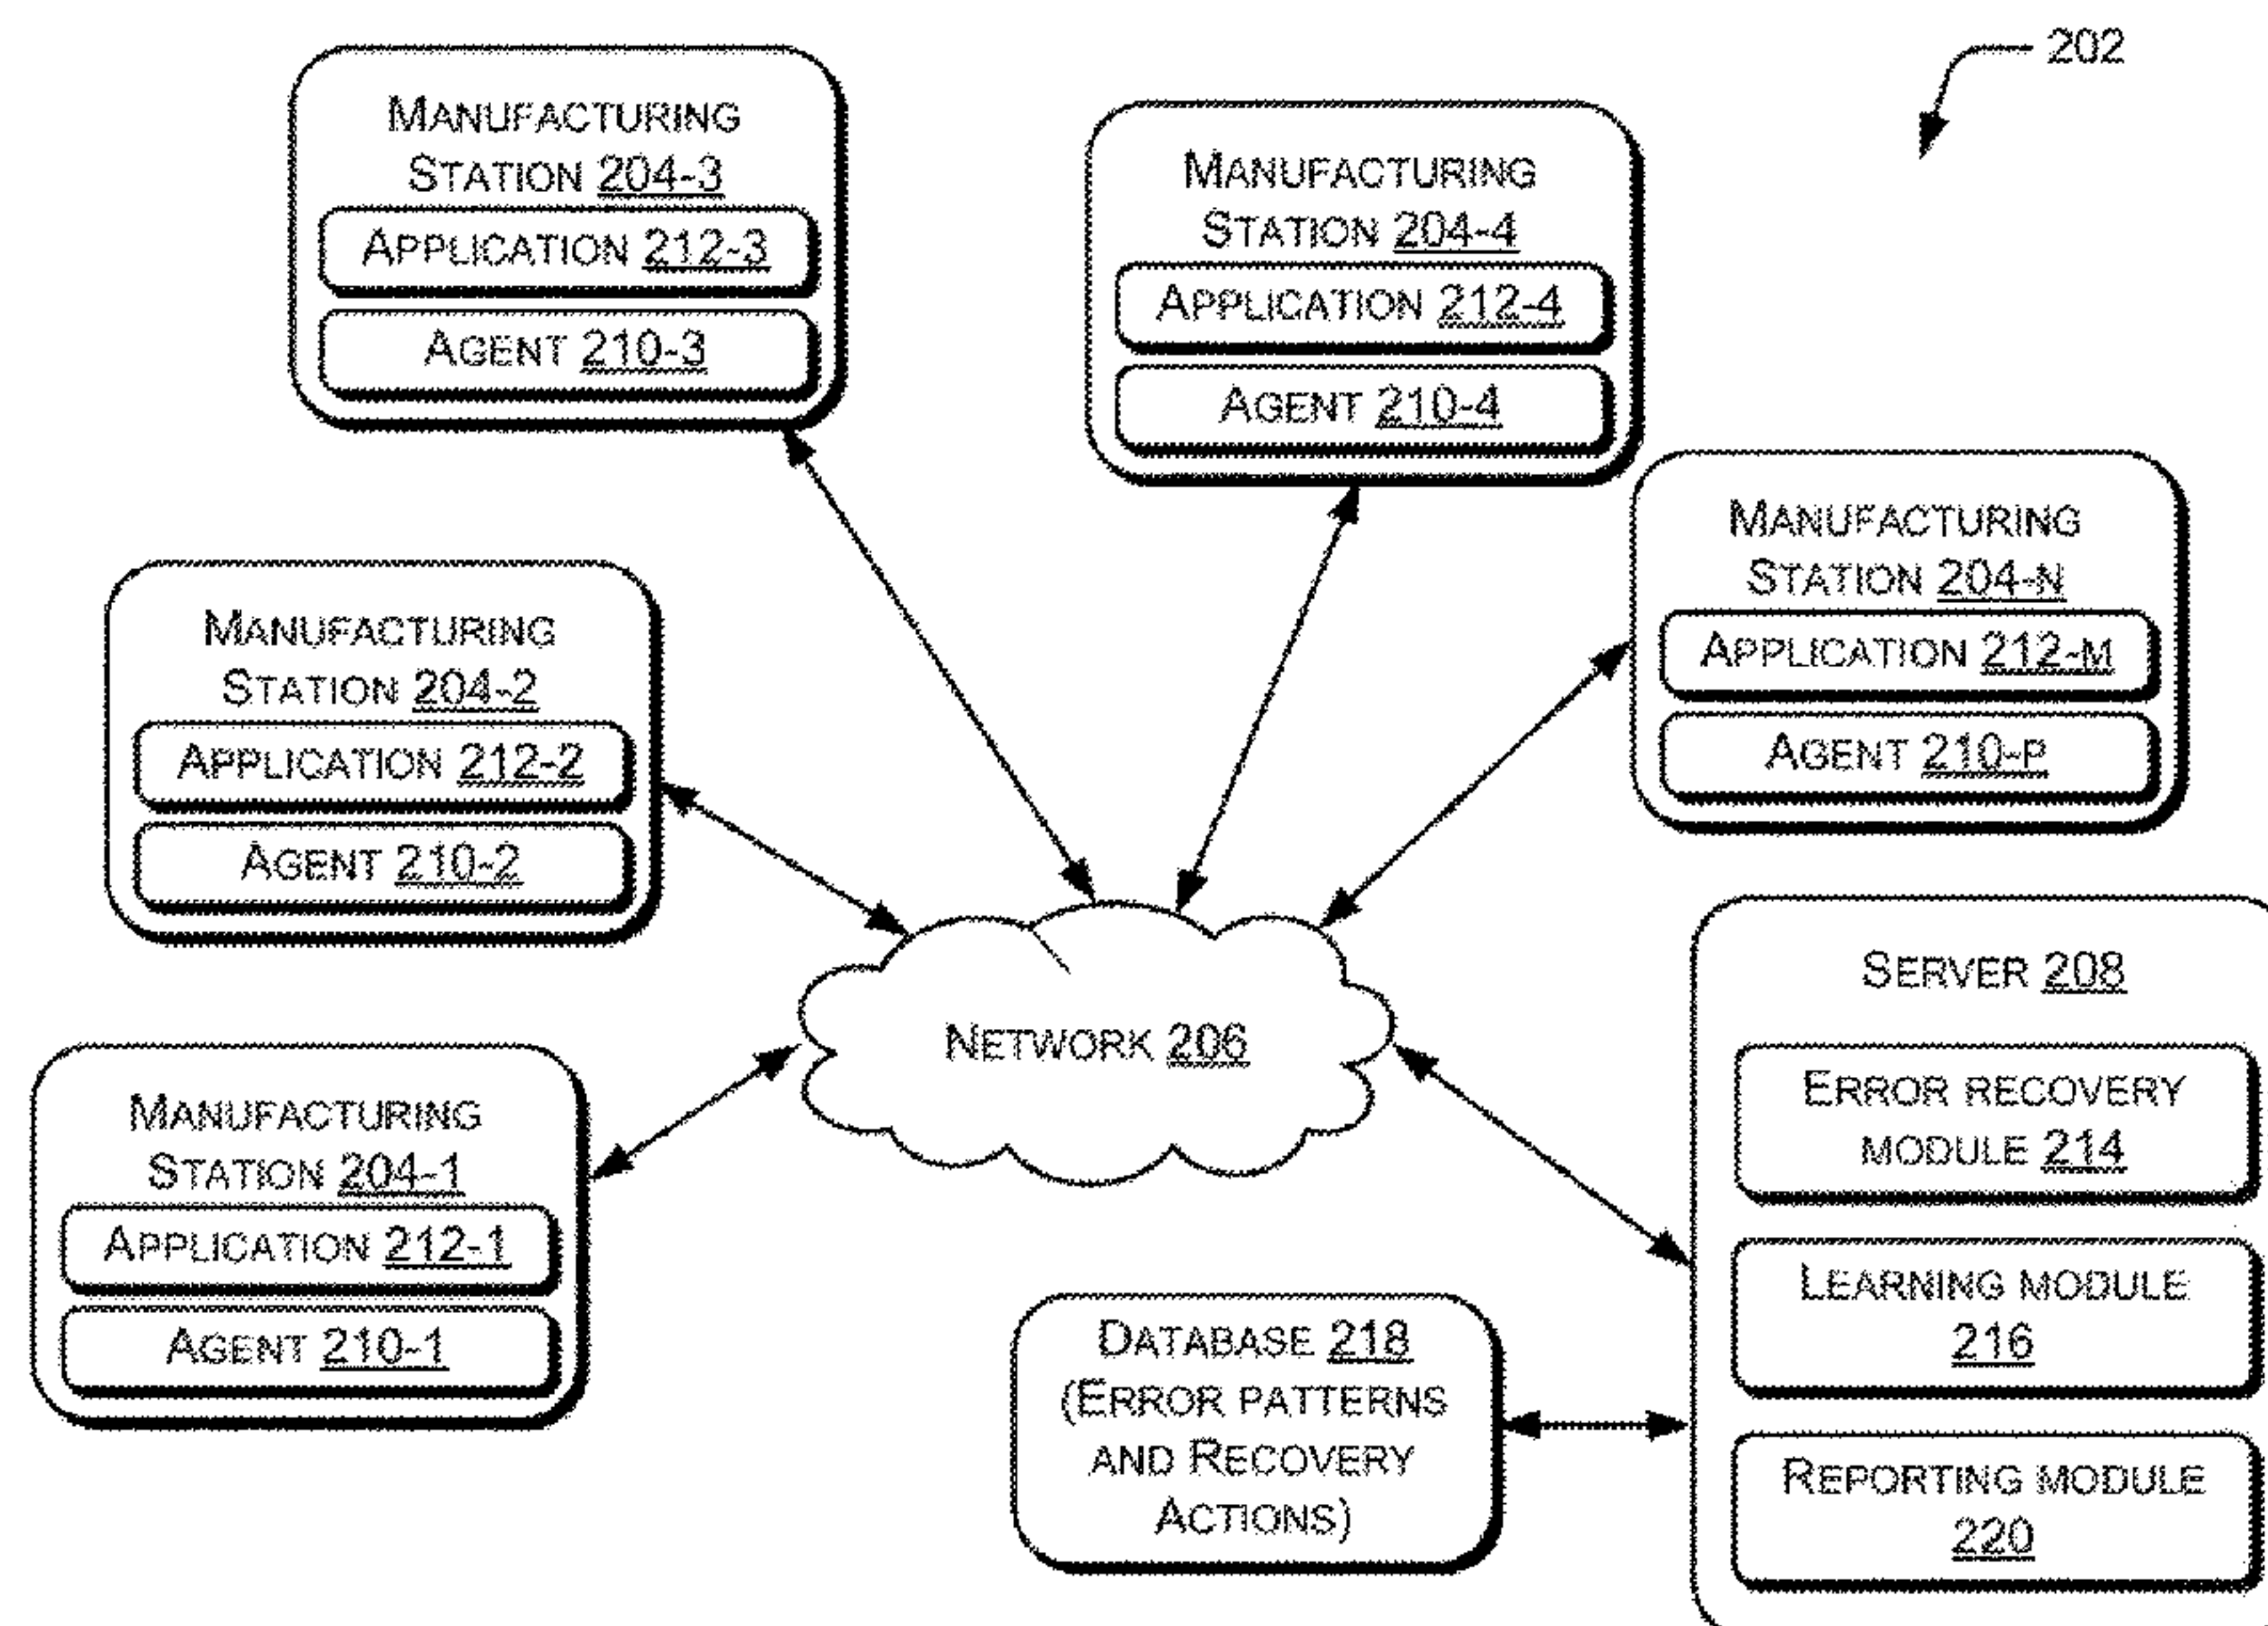 202
MANUFACTURING
STATION 204-3
APPLICATION 212-3
AGENT 210-3
MANUFACTURING
STATION 204-4
APPLICATION 212-4
AGENT 210-4
MANUFACTURING
STATION 204-N
APPLICATION 212-M
AGENT 210-P
MANUFACTURING
STATION 204-2
APPLICATION 212-2
AGENT 210-2
NETWORK 206
MANUFACTURING
STATION 204-1
APPLICATION 212-1
AGENT 210-1
SERVER 208
ERROR RECOVERY
MODULE 214
LEARNING MODULE
216
REPORTING MODULE
220
DATABASE 218
(ERROR PATTERNS
AND RECOVERY
ACTIONS)